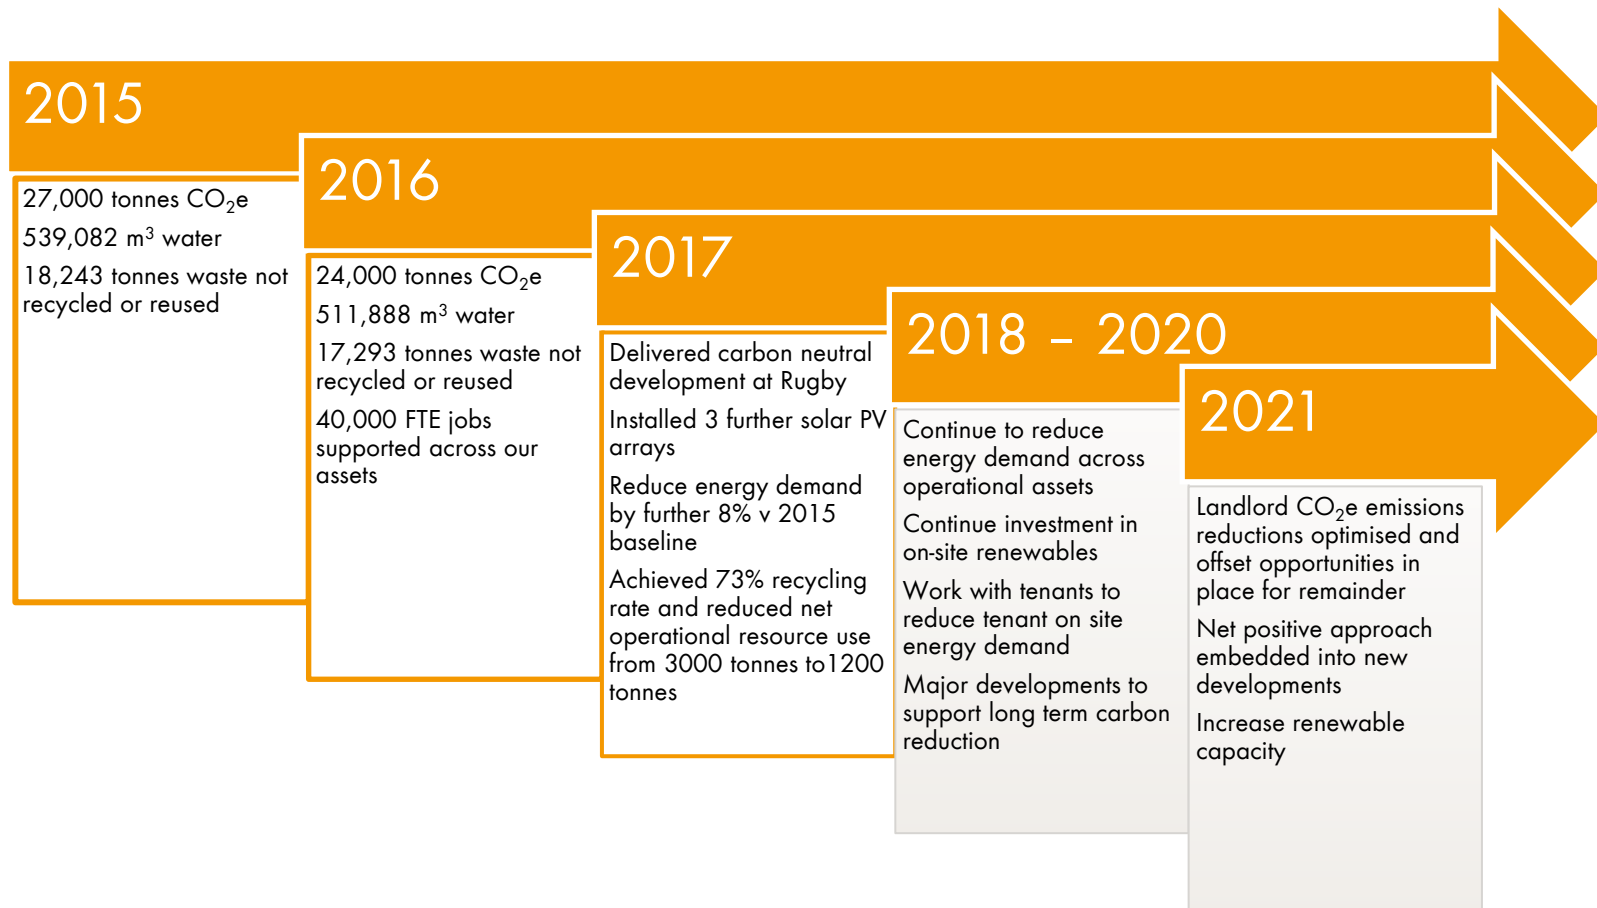 2015
27,000 tonnes CO₂e
539,082 m³ water
18,243 tonnes waste not
recycled or reused
2016
24,000 tonnes CO₂e
511,888 m³ water
17,293 tonnes waste not
recycled or reused
40,000 FTE jobs
supported across our
assets
2017
Delivered carbon neutral
development at Rugby
Installed 3 further solar PV
arrays
Reduce energy demand
by further 8% v 2015
baseline
Achieved 73% recycling
rate and reduced net
operational resource use
from 3000 tonnes to1200
tonnes
2018 – 2020
Continue to reduce
energy demand across
operational assets
Continue investment in
on-site renewables
Work with tenants to
reduce tenant on site
energy demand
Major developments to
support long term carbon
reduction
2021
Landlord CO₂e emissions
reductions optimised and
offset opportunities in
place for remainder
Net positive approach
embedded into new
developments
Increase renewable
capacity